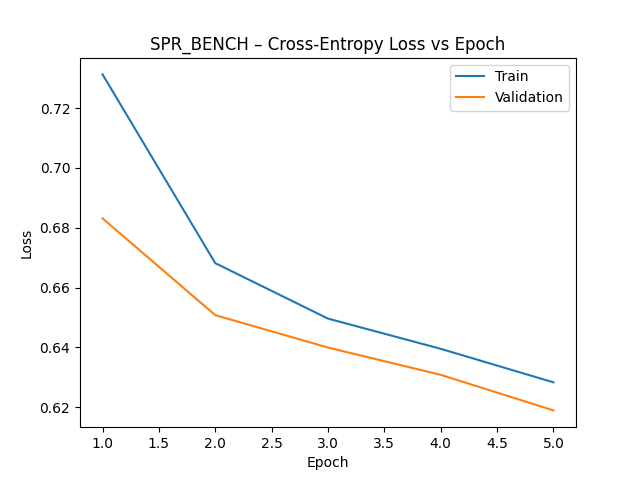 SPR_BENCH – Cross-Entropy Loss vs Epoch
Train
Validation
Loss
0.72
0.70
0.68
0.66
0.64
0.62
1.0 1.5 2.0 2.5 3.0 3.5 4.0 4.5 5.0
Epoch